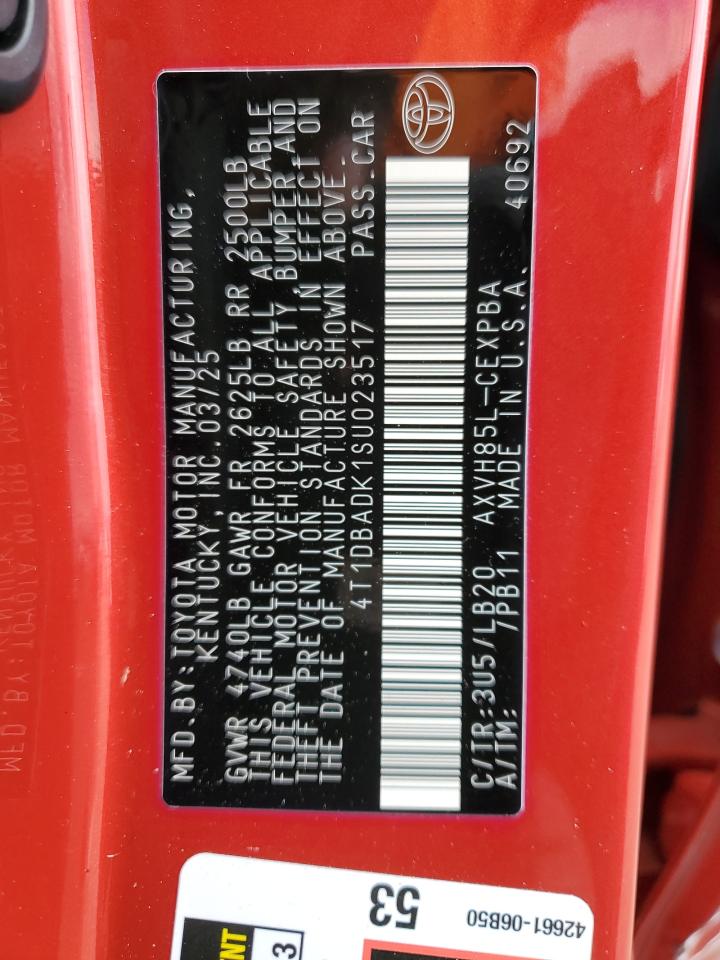 MFD.BY:TOYOTA MOTOR MANUFACTURING,
KENTUCKY,INC.03/25
GVWR 4740LB GAWR FR 2625LB RR 2500LB
THIS VEHICLE CONFORMS TO ALL APPLICABLE
FEDERAL MOTOR VEHICLE SAFETY,BUMPER AND
THEFT PREVENTION STANDARDS IN EFFECT ON
THE DATE OF MANUFACTURE SHOWN ABOVE.
4T1DBADK1SU023517 PASS.CAR
C/TR:3U5/LB20 AXVH85L-CEXPBA
A/TM: /PB11 MADE IN U.S.A. 40692
53
42661-06B50
3